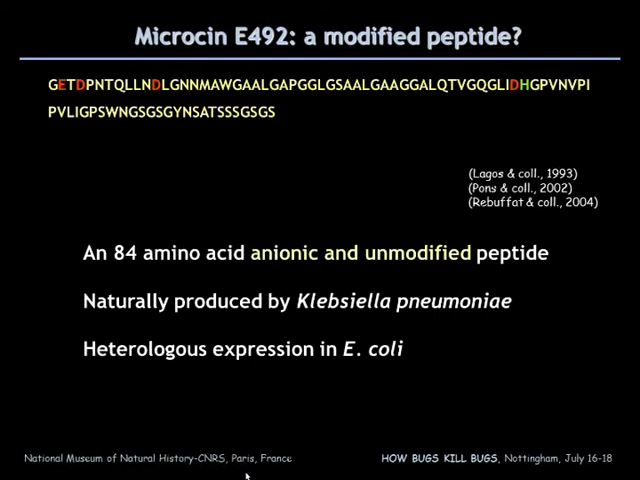 Microcin E492: a modified peptide?
GETDPNTQLLNDLGNNMAWGAALGAPGGLGSAALGAAGGALQTVGQGLIDHGPVNVPI
PVLIGPSWNGSGSGYNSATSSSGSGS
(Lagos & coll., 1993)
(Pons & coll., 2002)
(Rebuffat & coll., 2004)
An 84 amino acid anionic and unmodified peptide
Naturally produced by Klebsiella pneumoniae
Heterologous expression in E. coli
National Museum of Natural History-CNRS, Paris, France
HOW BUGS KILL BUGS, Nottingham, July 16-18